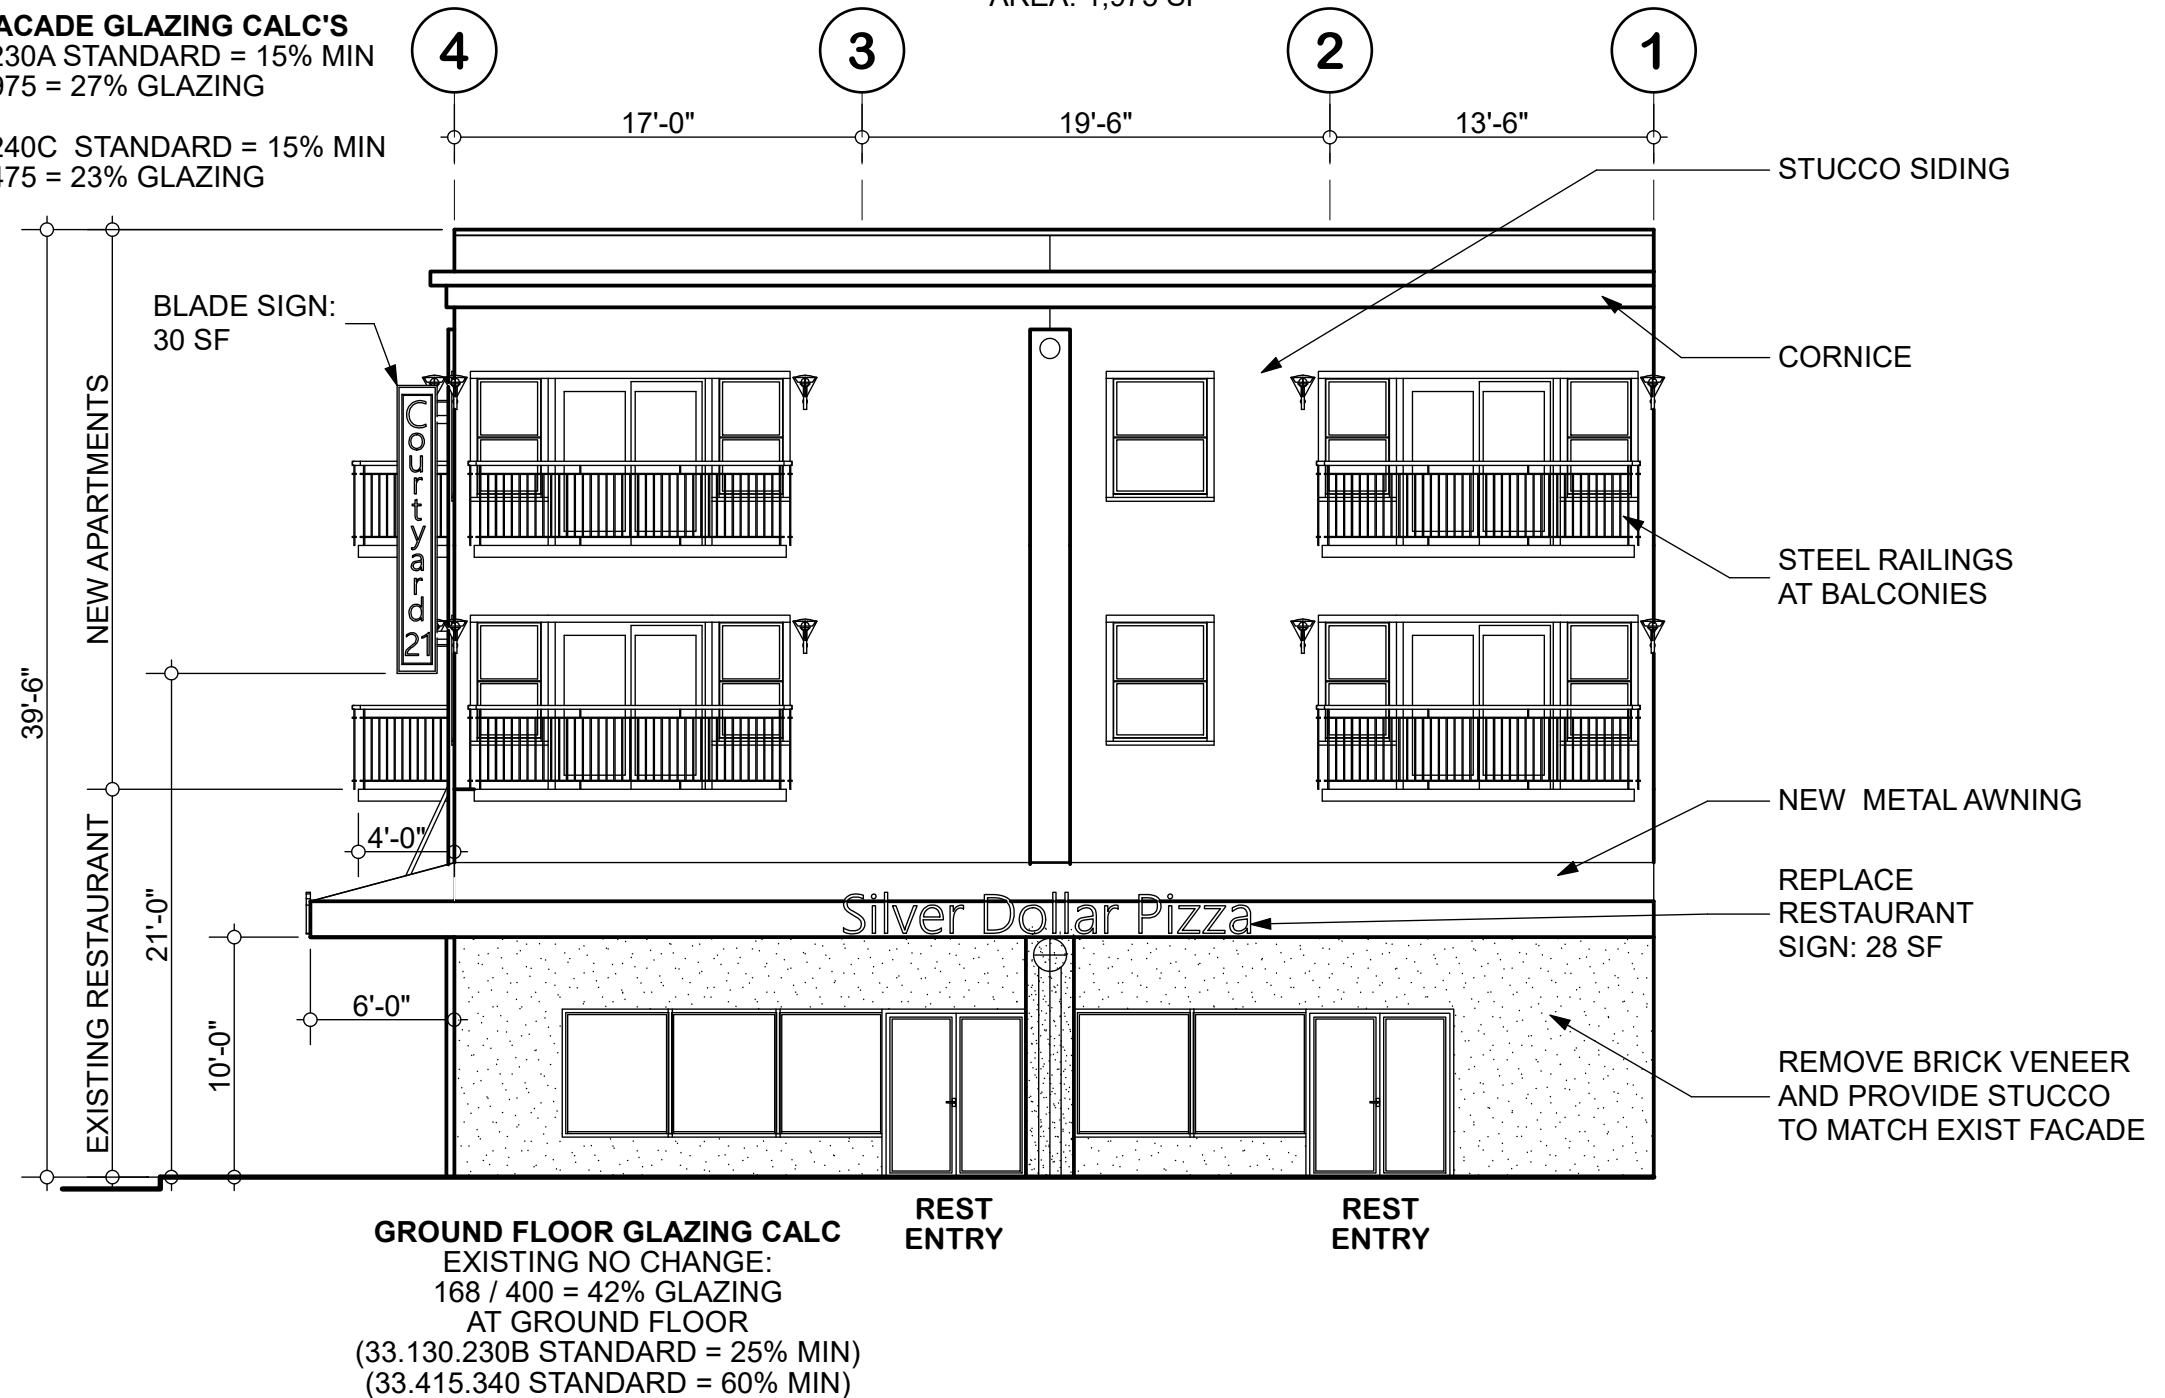 ACADE GLAZING CALC'S
230A STANDARD = 15% MIN
975 = 27% GLAZING
240C STANDARD = 15% MIN
475 = 23% GLAZING
4
3
2
1
17'-0"
19'-6"
13'-6"
STUCCO SIDING
BLADE SIGN:
30 SF
CORNICE
Courtyard
21
NEW APARTMENTS
STEEL RAILINGS
AT BALCONIES
39'-6"
NEW METAL AWNING
4'-0"
EXISTING RESTAURANT
21'-0"
Silver Dollar Pizza
REPLACE
RESTAURANT
SIGN: 28 SF
6'-0"
10'-0"
REMOVE BRICK VENEER
AND PROVIDE STUCCO
TO MATCH EXIST FACADE
REST
ENTRY
REST
ENTRY
GROUND FLOOR GLAZING CALC
EXISTING NO CHANGE:
168 / 400 = 42% GLAZING
AT GROUND FLOOR
(33.130.230B STANDARD = 25% MIN)
(33.415.340 STANDARD = 60% MIN)